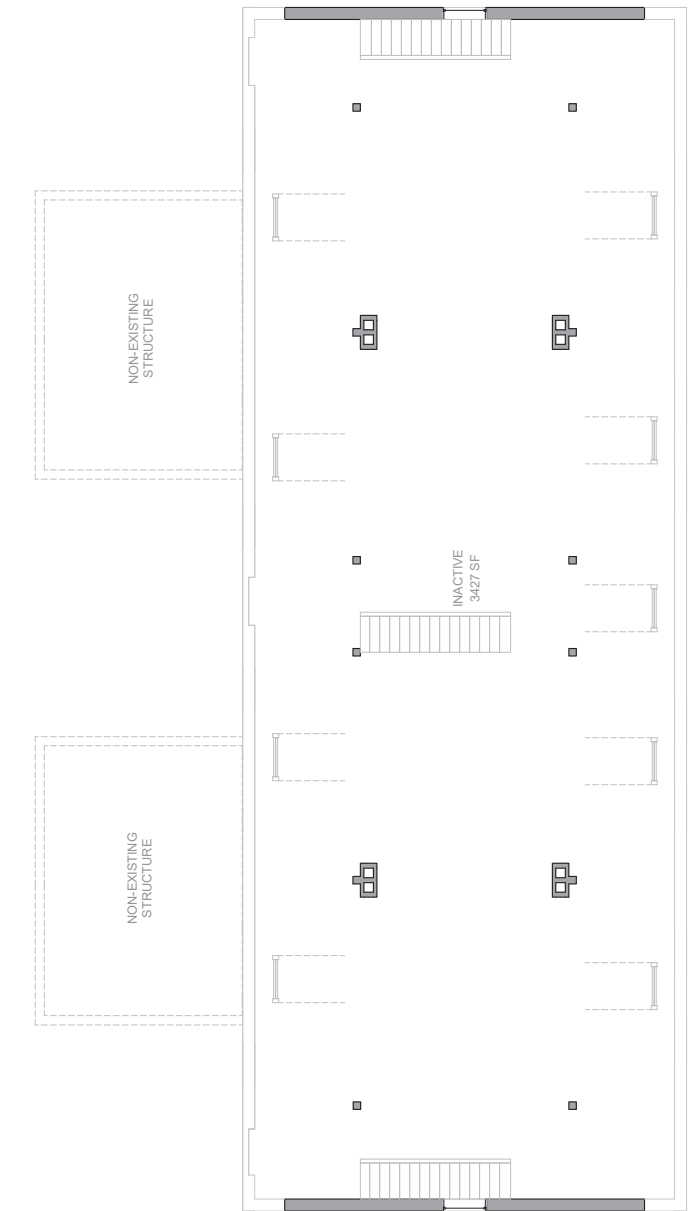 NON-EXISTING
STRUCTURE
INACTIVE
3427 SF
NON-EXISTING
STRUCTURE